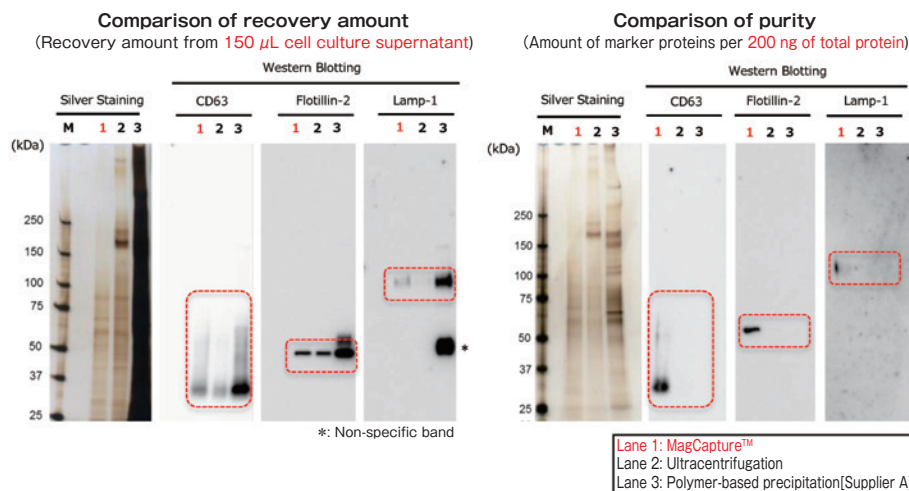 Comparison of recovery amount
(Recovery amount from 150 μL cell culture supernatant)
Western Blotting
Silver Staining CD63 Flotillin-2 Lamp-1
M 1 2 3 1 2 3 1 2 3 1 2 3
(kDa)
250
150
100
75
50
37
25
*
*: Non-specific band
Comparison of purity
(Amount of marker proteins per 200 ng of total protein)
Western Blotting
Silver Staining CD63 Flotillin-2 Lamp-1
M 1 2 3 1 2 3 1 2 3 1 2 3
(kDa)
250
150
100
75
50
37
25
Lane 1: MagCapture™
Lane 2: Ultracentrifugation
Lane 3: Polymer-based precipitation[Supplier A